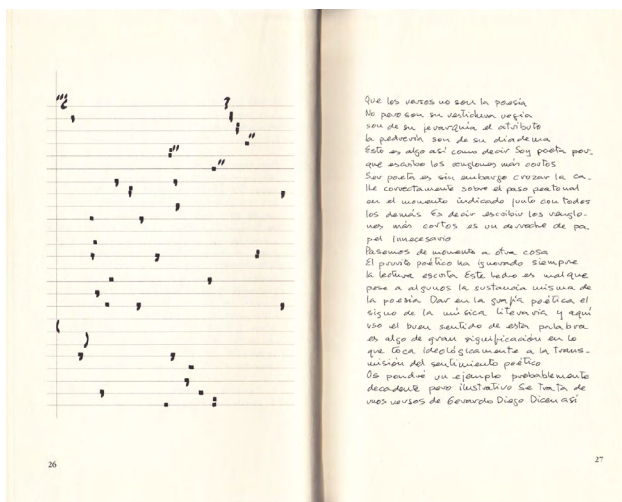 26
Que los versos no son la poesía
No pero son su vestidura regia
son de su jerarquía el atributo
la pedrería son de su diadema
Esto es algo así como decir Soy poeta por-
que escribo los renglones más cortos
Ser poeta es sin embargo cruzar la ca-
lle correctamente sobre el paso peatonal
en el momento indicado junto con todos
los demás Es decir escribir los renglo-
nes más cortos es un derroche de pa
pel innecesario
Pasemos de momento a otra cosa
El prurito poético ha ignorado siempre
la lectura escrita Este hecho es mal que
pese a algunos la sustancia misma de
la poesía Dar en la grafía poética el
signo de la música literaria y aquí
uso el buen sentido de esta palabra
es algo de gran significación en lo
que toca ideológicamente a la trans-
misión del sentimiento poético
Os pondré un ejemplo probablemente
decadente pero ilustrativo Se trata de
unos versos de Gerardo Diego Dicen así
27